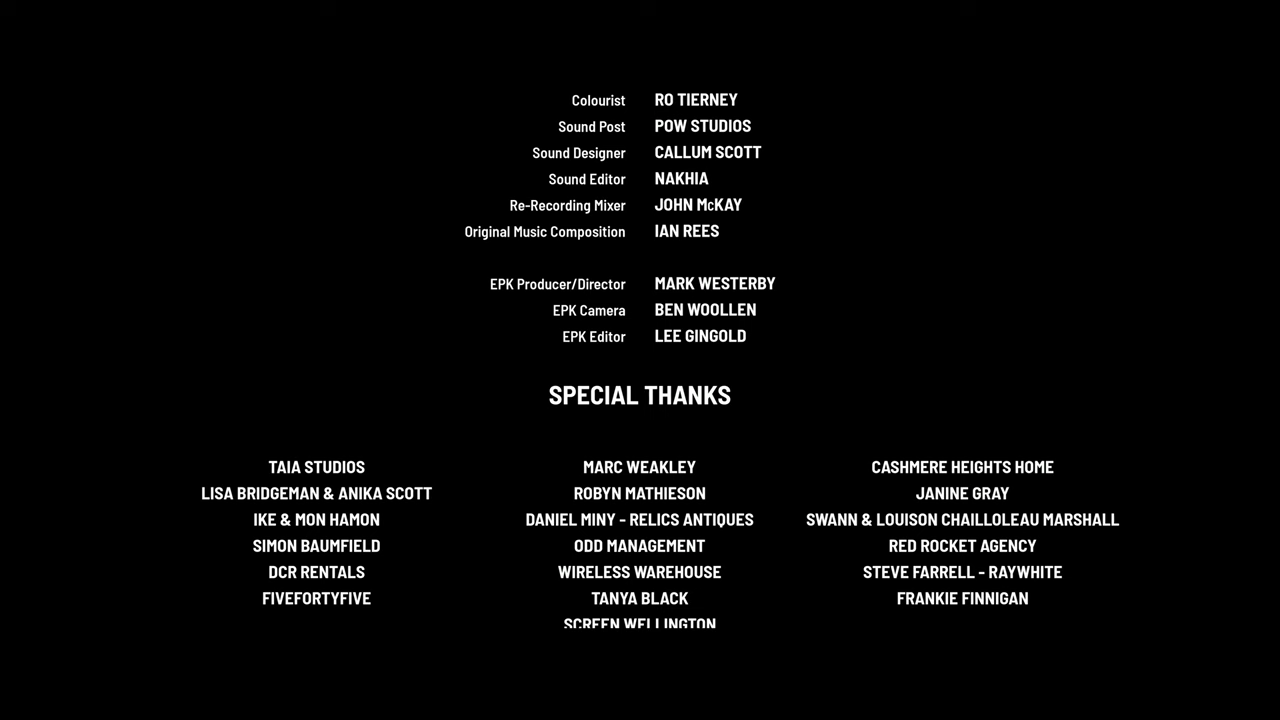 Colourist RO TIERNEY
Sound Post POW STUDIOS
Sound Designer CALLUM SCOTT
Sound Editor NAKHIA
Re-Recording Mixer JOHN McKAY
Original Music Composition IAN REES
EPK Producer/Director MARK WESTERBY
EPK Camera BEN WOOLLEN
EPK Editor LEE GINGOLD
SPECIAL THANKS
TAIA STUDIOS MARC WEAKLEY CASHMERE HEIGHTS HOME
LISA BRIDGEMAN & ANIKA SCOTT ROBYN MATHIESON JANINE GRAY
IKE & MON HAMON DANIEL MINY - RELICS ANTIQUES SWANN & LOUISON CHAILLOLEAU MARSHALL
SIMON BAUMFIELD ODD MANAGEMENT RED ROCKET AGENCY
DCR RENTALS WIRELESS WAREHOUSE STEVE FARRELL - RAYWHITE
FIVEFORTYFIVE TANYA BLACK FRANKIE FINNIGAN
SCREEN WELLINGTON